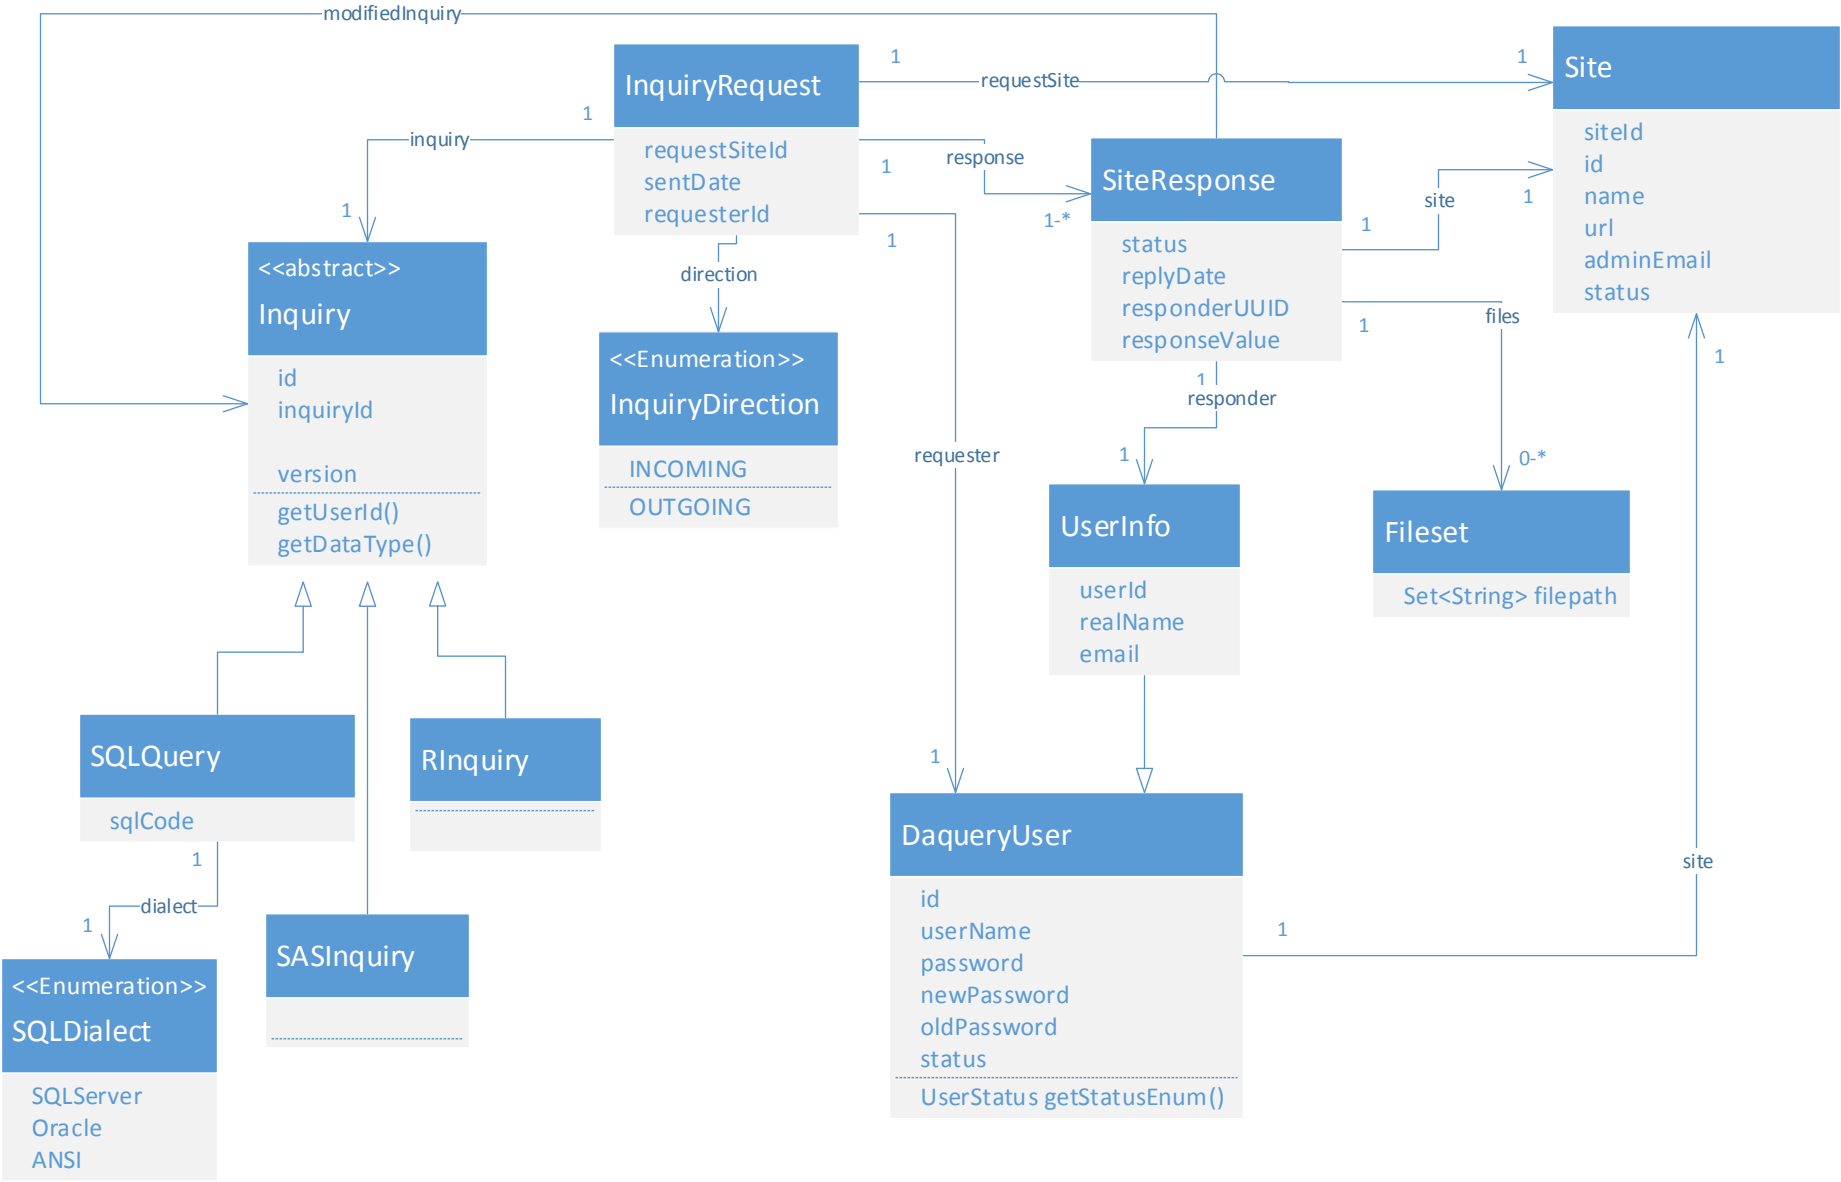 modifiedInquiry
InquiryRequest
requestSiteId
sentDate
requesterId
1
requestSite
1
Site
siteId
id
name
url
adminEmail
status
1
inquiry
1
1
response
1-*
SiteResponse
status
replyDate
responderUUID
responseValue
1
site
1
1
files
0-*
1
requester
1
direction
<<abstract>>
Inquiry
id
inquiryId
version
getUserId()
getDataType()
<<Enumeration>>
InquiryDirection
INCOMING
OUTGOING
1
responder
1
UserInfo
userId
realName
email
Fileset
Set<String> filepath
SQLQuery
sqlCode
RInquiry
1
dialect
1
SASInquiry
<<Enumeration>>
SQLDialect
SQLServer
Oracle
ANSI
DaqueryUser
id
userName
password
newPassword
oldPassword
status
UserStatus getStatusEnum()
1
site
1